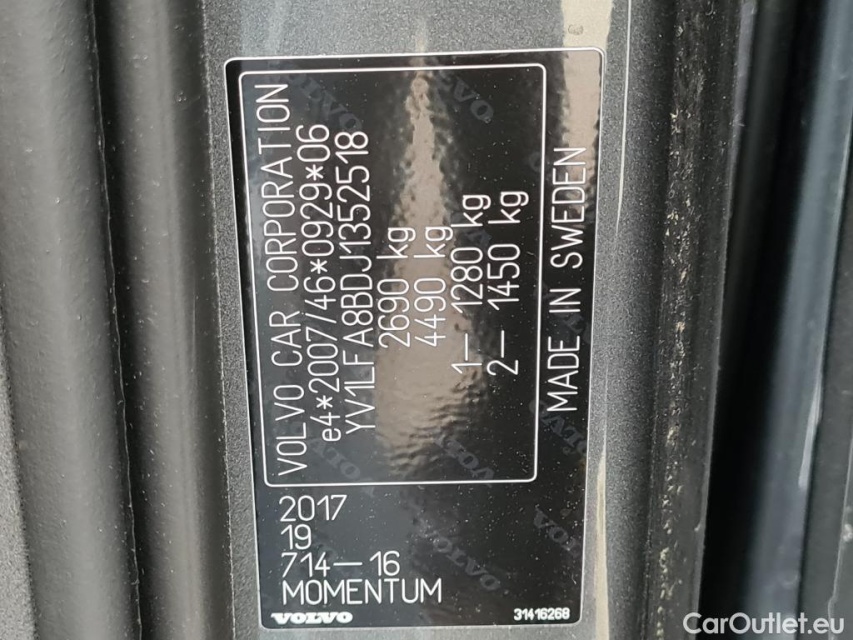 VOLVO CAR CORPORATION
e4*2007/46*0929*06
YV1LFA8BDJ1352518
2690 kg
4490 kg
1— 1280 kg
2— 1450 kg
MADE IN SWEDEN
2017
19
714—16
MOMENTUM
VOLVO
31416268
CarOutlet.eu